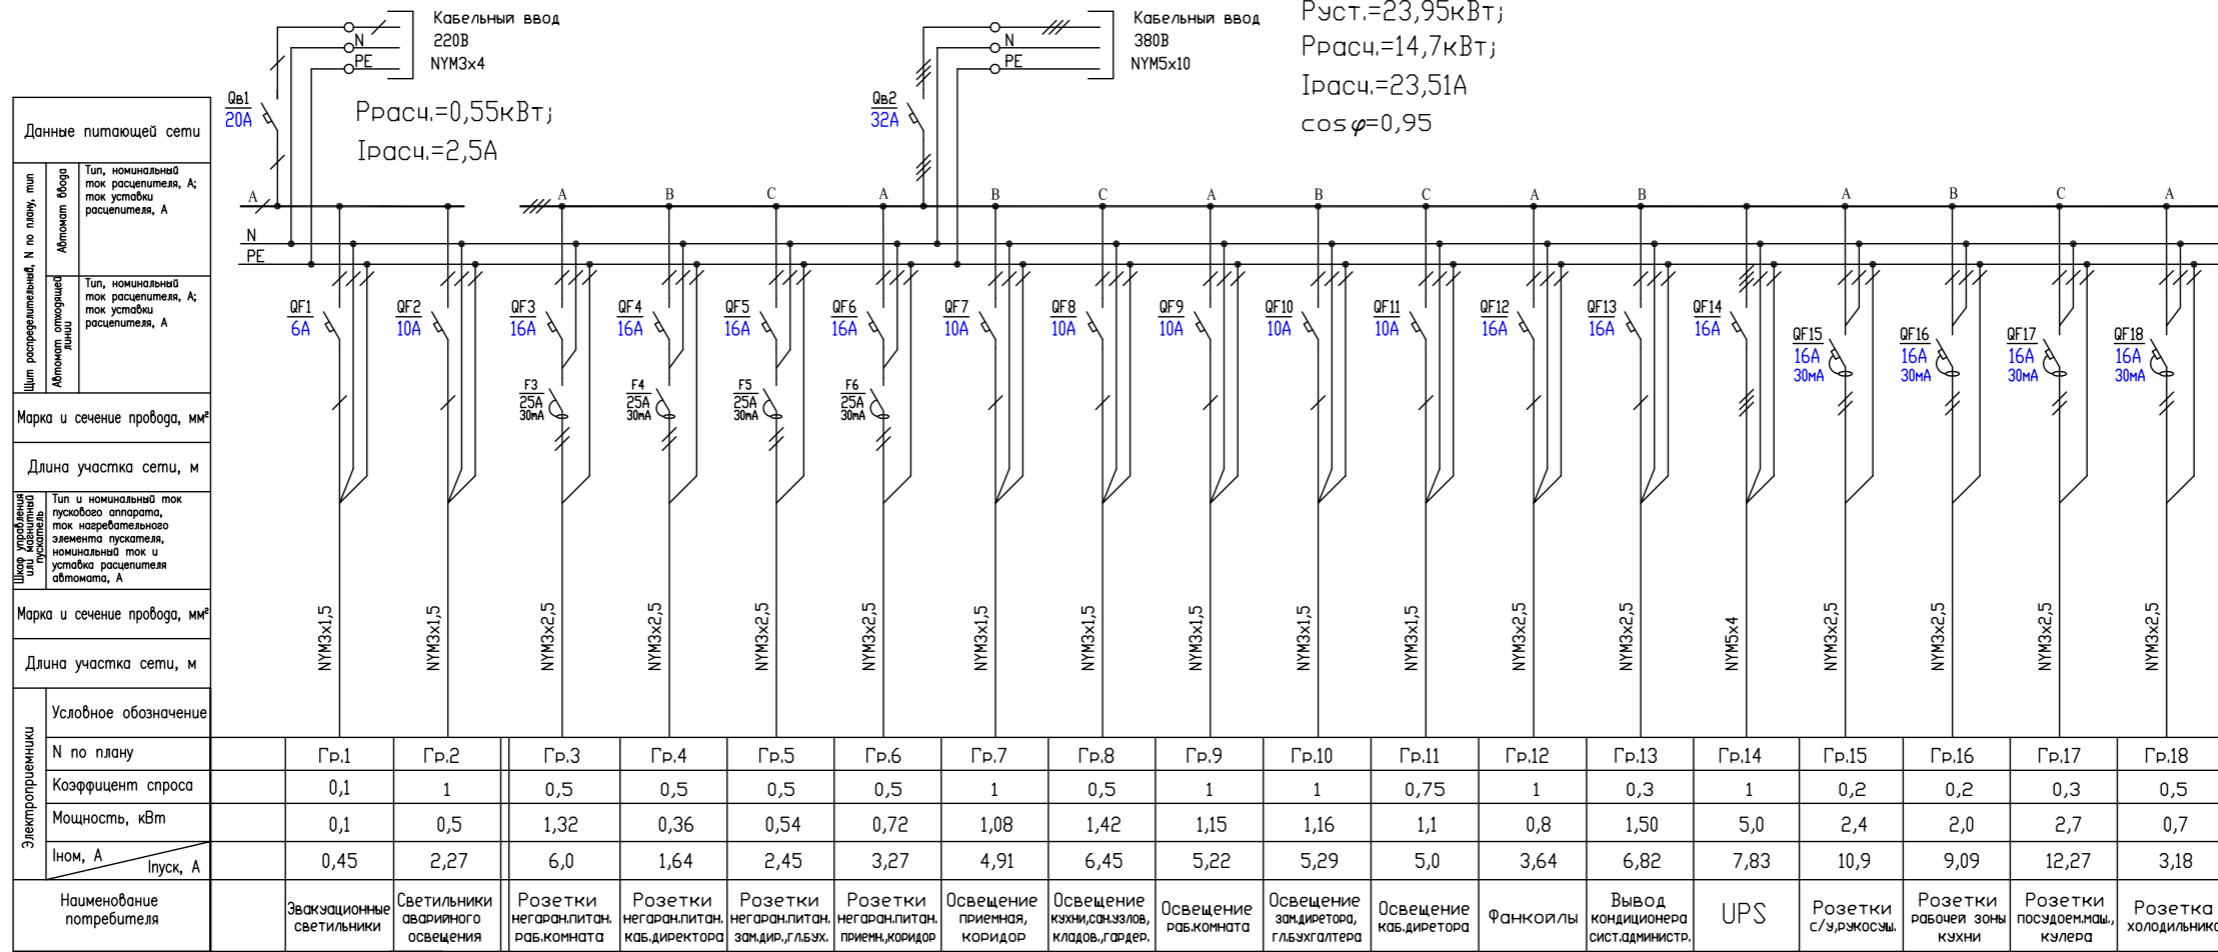 Кабельный ввод
220В
NYM3x4
N
PE
Qв1
20А
Ррасч.=0,55кВт;
Iрасч.=2,5А
Кабельный ввод
380В
NYM5x10
N
PE
Qв2
32А
Руст.=23,95кВт;
Ррасч.=14,7кВт;
Iрасч.=23,51А
cosφ=0,95
Данные питающей сети
Щит распределительный, N по плану, тип
Автомат ввода
Тип, номинальный
ток расцепителя, А;
ток уставки
расцепителя, А
Автомат отходящей
линии
Тип, номинальный
ток расцепителя, А;
ток уставки
расцепителя, А
A
N
PE
A B C A B C A B C A B A B C A
QF1
6А
QF2
10А
QF3
16А
QF4
16А
QF5
16А
QF6
16А
QF7
10А
QF8
10А
QF9
10А
QF10
10А
QF11
10А
QF12
16А
QF13
16А
QF14
16А
QF15
16А
30мА
QF16
16А
30мА
QF17
16А
30мА
QF18
16А
30мА
F3
25А
30mA
F4
25А
30mA
F5
25А
30mA
F6
25А
30mA
Марка и сечение провода, мм²
Длина участка сети, м
Шкаф управления
или магнитный
пускатель
Тип и номинальный ток
пускового аппарата,
ток нагревательного
элемента пускателя,
номинальный ток и
уставка расцепителя
автомата, А
Марка и сечение провода, мм²
NYM3x1,5 NYM3x1,5 NYM3x2,5 NYM3x2,5 NYM3x2,5 NYM3x2,5 NYM3x1,5 NYM3x1,5 NYM3x1,5 NYM3x1,5 NYM3x1,5 NYM3x2,5 NYM3x2,5 NYM5x4 NYM3x2,5 NYM3x2,5 NYM3x2,5 NYM3x2,5
Длина участка сети, м
Электроприемники
Условное обозначение
N по плану Гр.1 Гр.2 Гр.3 Гр.4 Гр.5 Гр.6 Гр.7 Гр.8 Гр.9 Гр.10 Гр.11 Гр.12 Гр.13 Гр.14 Гр.15 Гр.16 Гр.17 Гр.18
Коэффицент спроса 0,1 1 0,5 0,5 0,5 0,5 1 0,5 1 1 0,75 1 0,3 1 0,2 0,2 0,3 0,5
Мощность, кВт 0,1 0,5 1,32 0,36 0,54 0,72 1,08 1,42 1,15 1,16 1,1 0,8 1,50 5,0 2,4 2,0 2,7 0,7
Iном, А Iпуск, А 0,45 2,27 6,0 1,64 2,45 3,27 4,91 6,45 5,22 5,29 5,0 3,64 6,82 7,83 10,9 9,09 12,27 3,18
Наименование
потребителя
Эвакуационные
светильники
Светильники
аварийного
освещения
Розетки
негаран.питан.
раб.комната
Розетки
негаран.питан.
каб.директора
Розетки
негаран.питан.
зам.дир.,гл.бух.
Розетки
негаран.питан.
приемн.,коридор
Освещение
приемная,
коридор
Освещение
кухни,сан.узлов,
кладов.,гардер.
Освещение
раб.комната
Освещение
зам.диретора,
гл.бухгалтера
Освещение
каб.диретора
Фанкойлы
Вывод
кондиционера
сист.администр.
UPS
Розетки
с/у,рукосуш.
Розетки
рабочей зоны
кухни
Розетки
посудоем.маш.,
кулера
Розетка